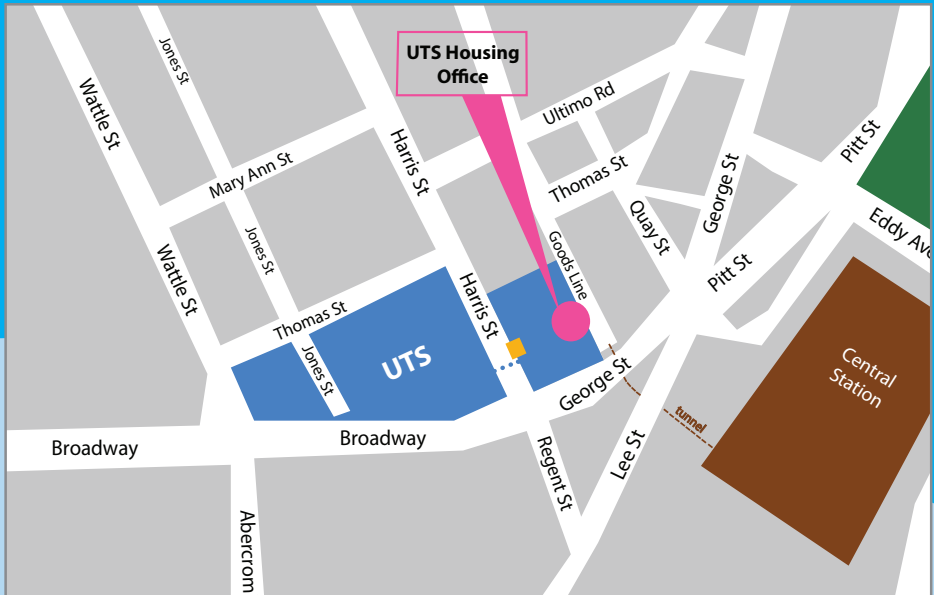 UTS Housing
Office
Jones St
Wattle St
Ultimo Rd
Pitt St
Harris St
Mary Ann St
Thomas St
George St
Quay St
Eddy Ave
Jones St
Goods Line
Wattle St
Pitt St
Harris St
Thomas St
UTS
Jones St
Central
Station
George St
tunnel
Broadway
Broadway
Regent St
Lee St
Abercrom